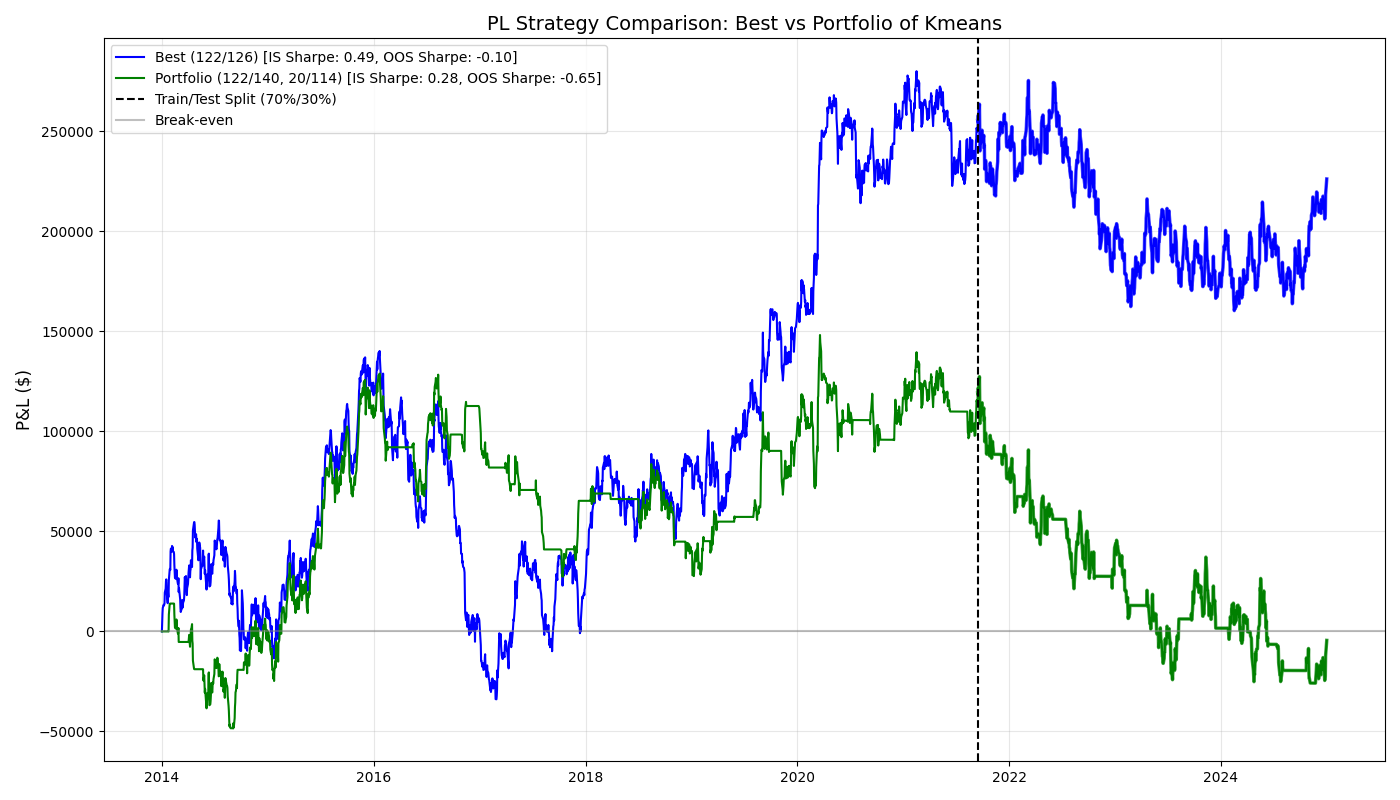 PL Strategy Comparison: Best vs Portfolio of Kmeans
Best (122/126) [IS Sharpe: 0.49, OOS Sharpe: -0.10]
Portfolio (122/140, 20/114) [IS Sharpe: 0.28, OOS Sharpe: -0.65]
Train/Test Split (70%/30%)
Break-even
P&L ($)
250000
200000
150000
100000
50000
0
−50000
2014
2016
2018
2020
2022
2024